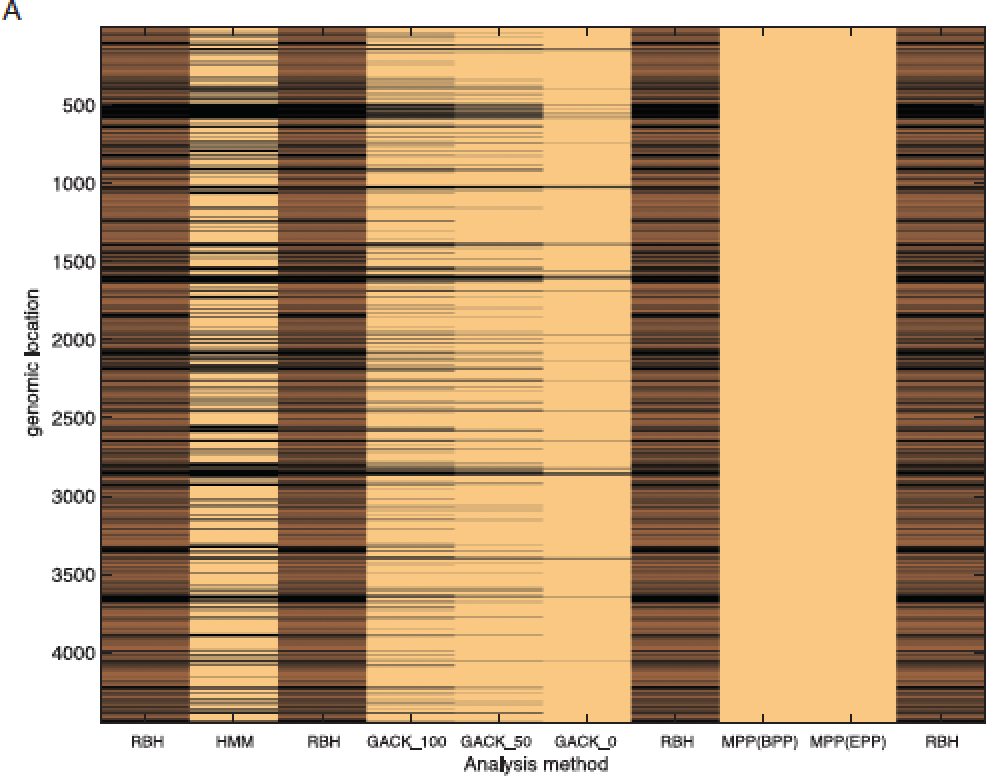 A
500
1000
1500
2000
2500
3000
3500
4000
genomic location
RBH HMM RBH GACK_100 GACK_50 GACK_0 RBH MPP(BPP) MPP(EPP) RBH
Analysis method